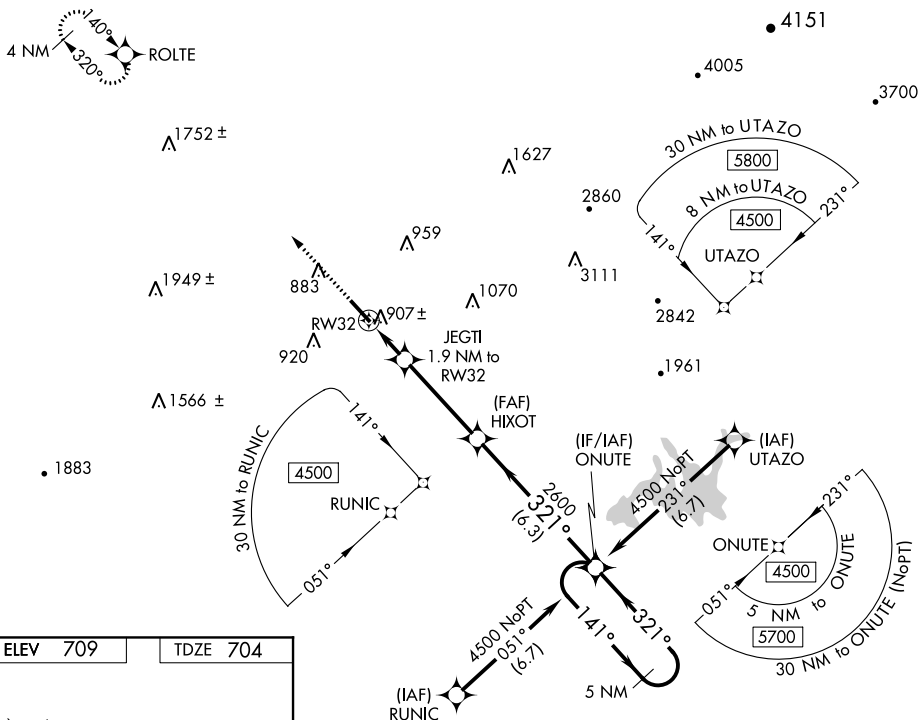 4151
140°
4 NM
320°
ROLTE
4005
3700
1752 ±
30 NM to UTAZO
5800
1627
8 NM to UTAZO
4500
2860
231°
141°
UTAZO
959
3111
1949 ±
883
1070
2842
RW32
907 ±
JEGTI
1.9 NM to
RW32
920
1961
1566 ±
141°
(FAF)
HIXOT
(IF/IAF)
ONUTE
(IAF)
UTAZO
1883
30 NM to RUNIC
4500
RUNIC
051°
2600
321°
(6.3)
4500 NoPT
231°
(6.7)
231°
ONUTE
4500
051°
5 NM to ONUTE
5700
30 NM to ONUTE (NoPT)
4500 NoPT
051°
(6.7)
141°
321°
5 NM
(IAF)
RUNIC
ELEV 709
TDZE 704